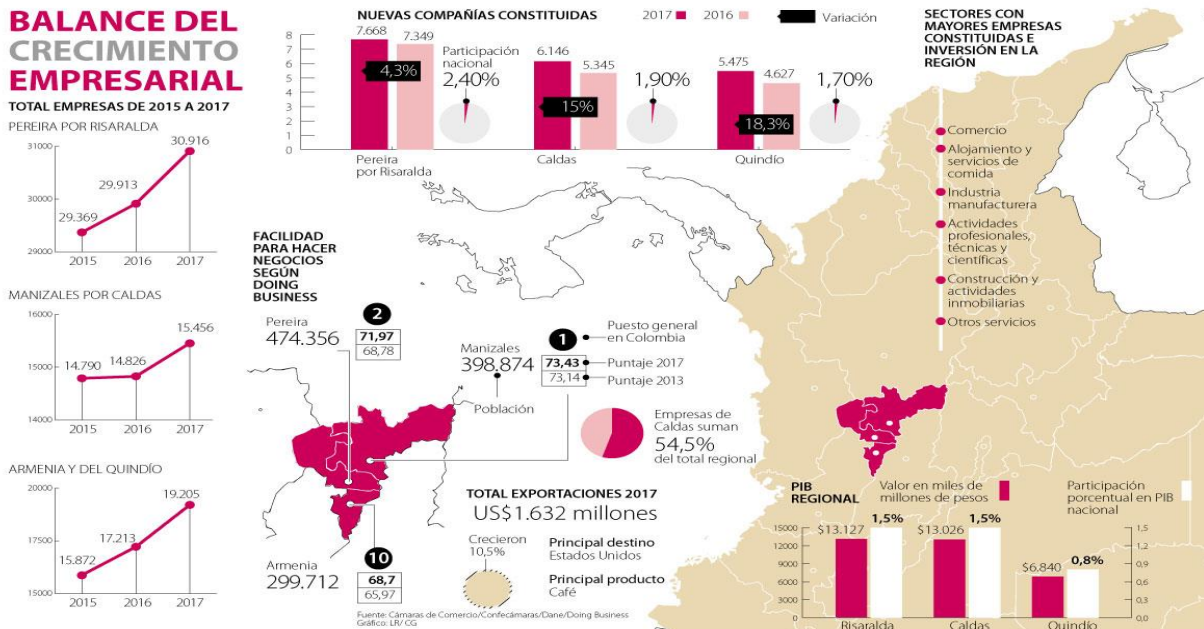 BALANCE DEL
CRECIMIENTO
EMPRESARIAL
TOTAL EMPRESAS DE 2015 A 2017
PEREIRA POR RISARALDA
31000
30000
29000
29.369
29.913
30.916
2015
2016
2017
MANIZALES POR CALDAS
16000
15000
14000
14.790
14.826
15.456
2015
2016
2017
ARMENIA Y DEL QUINDÍO
20000
17500
15000
15.872
17.213
19.205
2015
2016
2017
NUEVAS COMPAÑÍAS CONSTITUIDAS
2017
2016
Variación
8
7
6
5
4
3
2
1
0
7.668
7.349
4,3%
Participación
nacional
2,40%
6.146
5.345
15%
1,90%
5.475
4.627
18,3%
1,70%
Pereira
por Risaralda
Caldas
Quindío
SECTORES CON
MAYORES EMPRESAS
CONSTITUIDAS E
INVERSIÓN EN LA
REGIÓN
Comercio
Alojamiento y
servicios de
comida
Industria
manufacturera
Actividades
profesionales,
técnicas y
científicas
Construcción y
actividades
inmobiliarias
Otros servicios
FACILIDAD
PARA HACER
NEGOCIOS
SEGÚN
DOING
BUSINESS
Pereira
474.356
2
71,97
68,78
Manizales
398.874
Población
1
73,43
73,14
Puesto general
en Colombia
Puntaje 2017
Puntaje 2013
Empresas de
Caldas suman
54,5%
del total regional
Armenia
299.712
10
68,7
65,97
TOTAL EXPORTACIONES 2017
US$1.632 millones
Crecieron
10,5%
Principal destino
Estados Unidos
Principal producto
Café
Fuente: Cámaras de Comercio/Confecámaras/Dane/Doing Business
Gráfico: LR/ CG
PIB
REGIONAL
Valor en miles de
millones de pesos
Participación
porcentual en PIB
nacional
15000
12000
9000
6000
3000
0
$13.127
1,5%
$13.026
1,5%
$6.840
0,8%
1,5
1,2
0,9
0,6
0,3
0,0
Risaralda
Caldas
Quindío